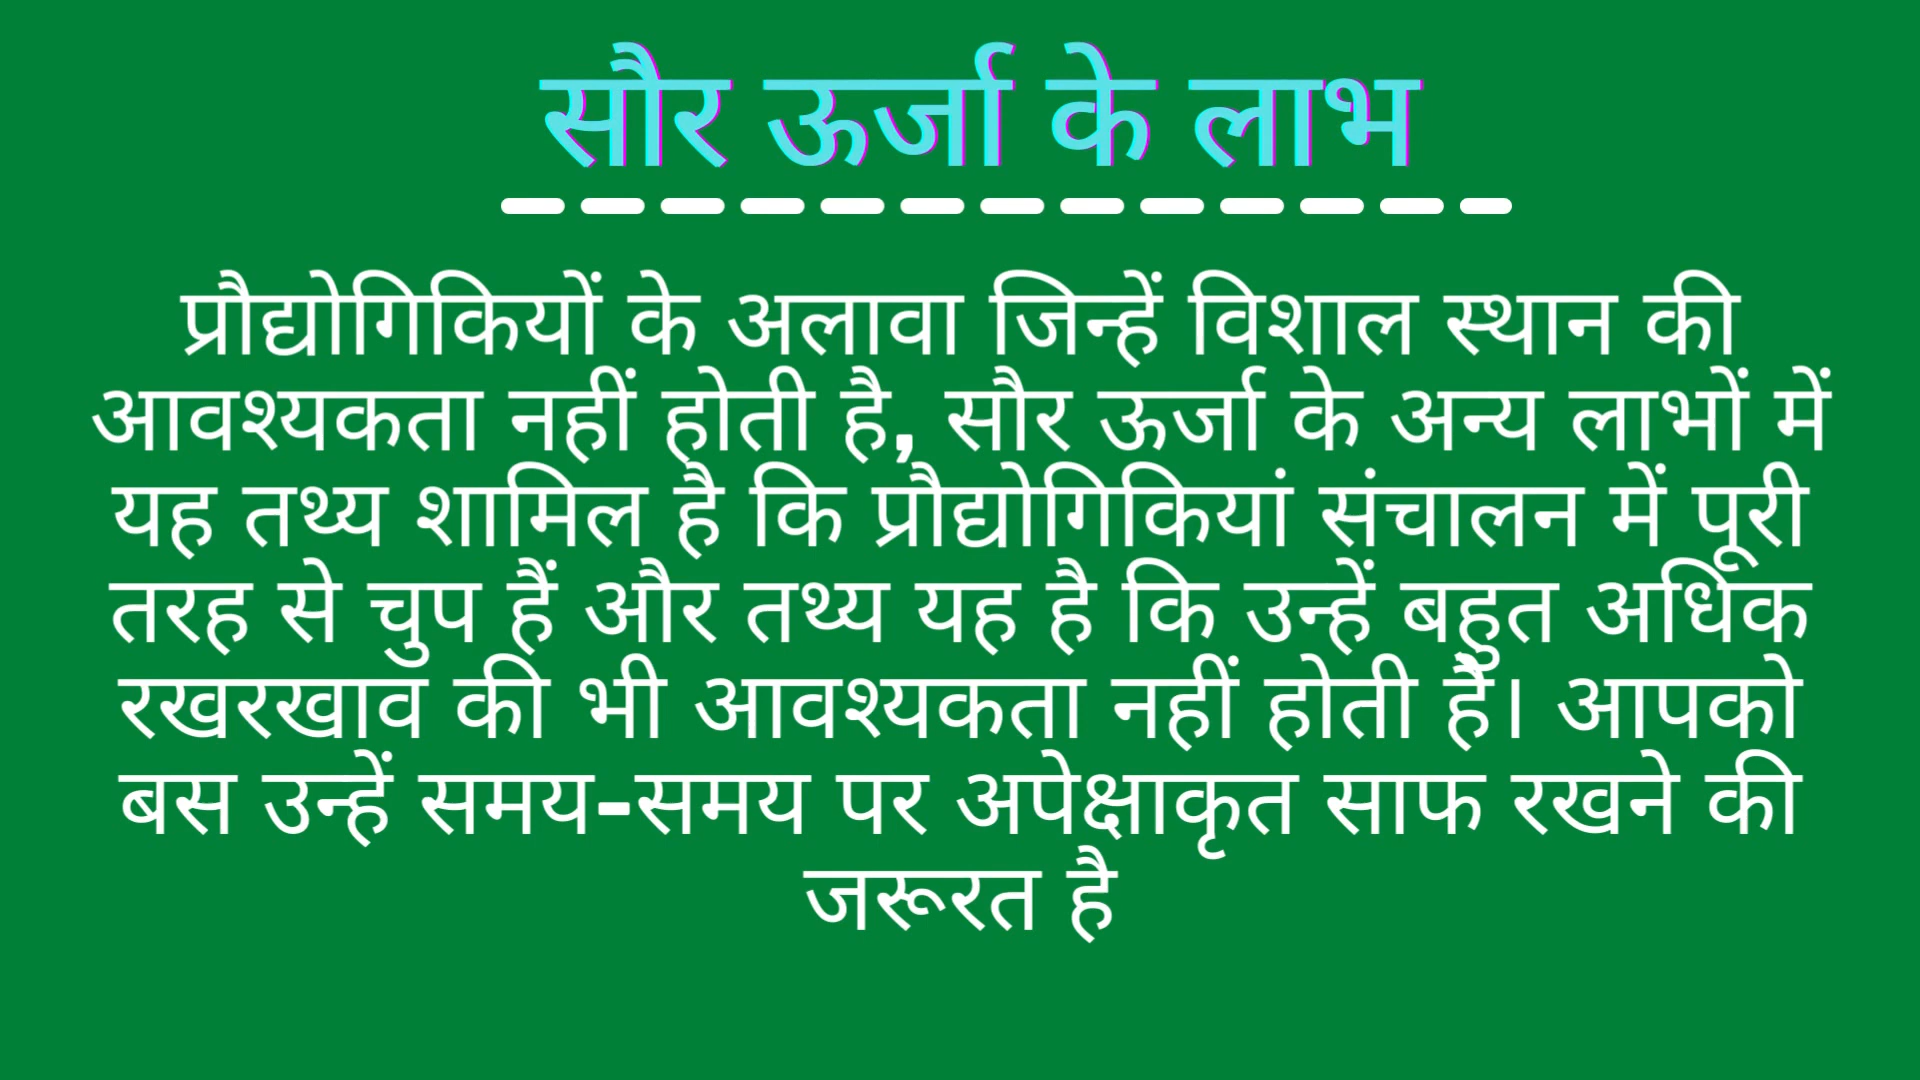 सौर ऊर्जा के लाभ
प्रौद्योगिकियों के अलावा जिन्हें विशाल स्थान की
आवश्यकता नहीं होती है, सौर ऊर्जा के अन्य लाभों में
यह तथ्य शामिल है कि प्रौद्योगिकियां संचालन में पूरी
तरह से चुप हैं और तथ्य यह है कि उन्हें बहुत अधिक
रखरखाव की भी आवश्यकता नहीं होती है। आपको
बस उन्हें समय-समय पर अपेक्षाकृत साफ रखने की
जरूरत है